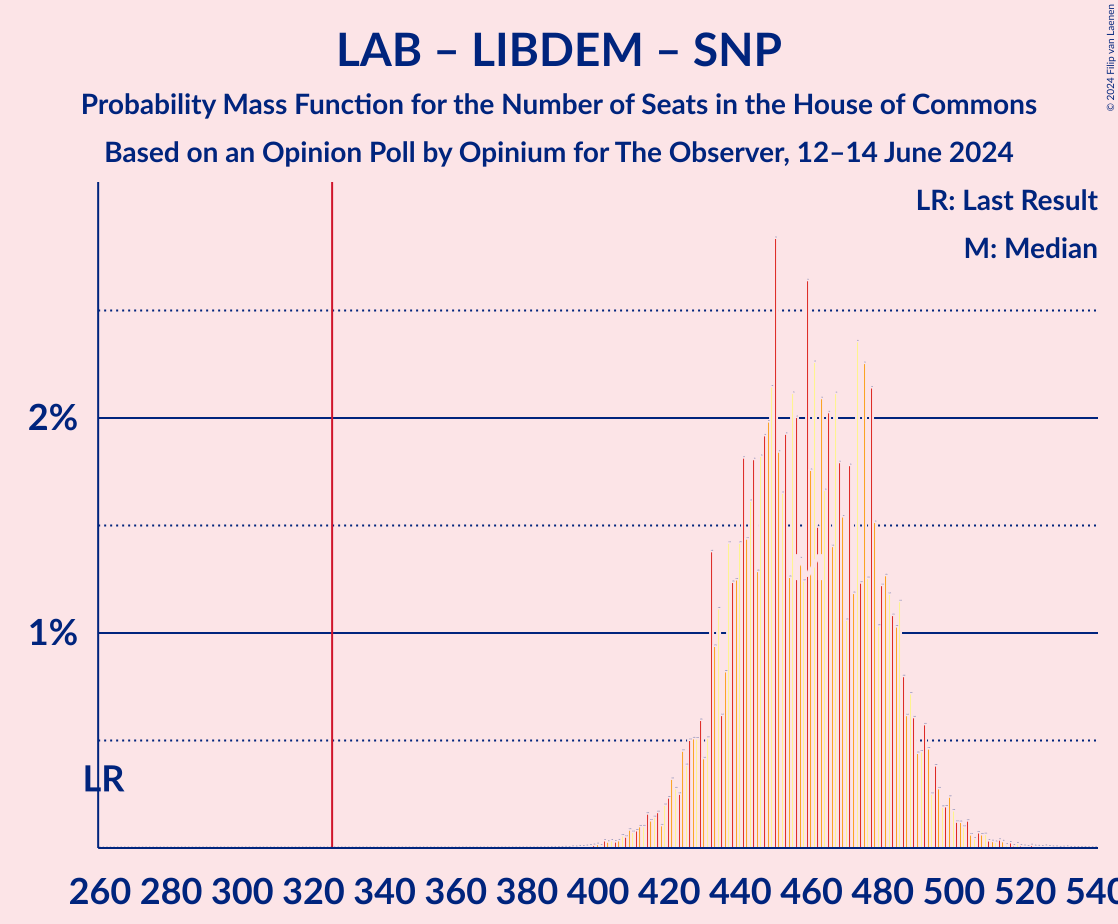 LAB – LIBDEM – SNP
Probability Mass Function for the Number of Seats in the House of Commons
Based on an Opinion Poll by Opinium for The Observer, 12–14 June 2024
© 2024 Filip van Laenen
LR: Last Result
M: Median
2%
1%
LR
260 280 300 320 340 360 380 400 420 440 460 480 500 520 540